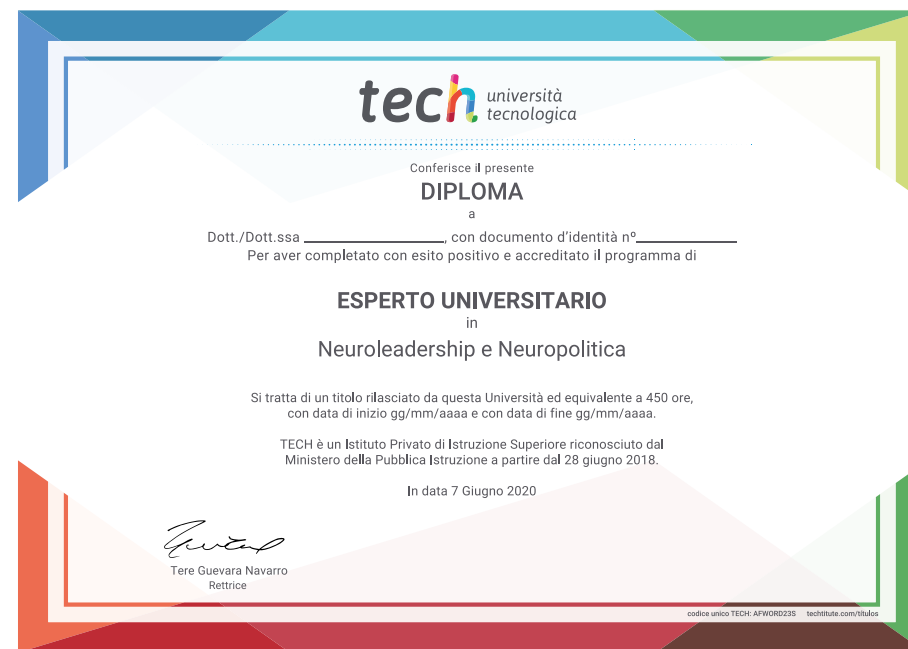 tech università
tecnologica
Conferisce il presente
DIPLOMA
a
Dott./Dott.ssa ____________________, con documento d'identità nº______________
Per aver completato con esito positivo e accreditato il programma di
ESPERTO UNIVERSITARIO
in
Neuroleadership e Neuropolitica
Si tratta di un titolo rilasciato da questa Università ed equivalente a 450 ore,
con data di inizio gg/mm/aaaa e con data di fine gg/mm/aaaa.
TECH è un Istituto Privato di Istruzione Superiore riconosciuto dal
Ministero della Pubblica Istruzione a partire dal 28 giugno 2018.
In data 7 Giugno 2020
Tere Guevara Navarro
Rettrice
codice unico TECH: AFWORD23S techtitute.com/titulos